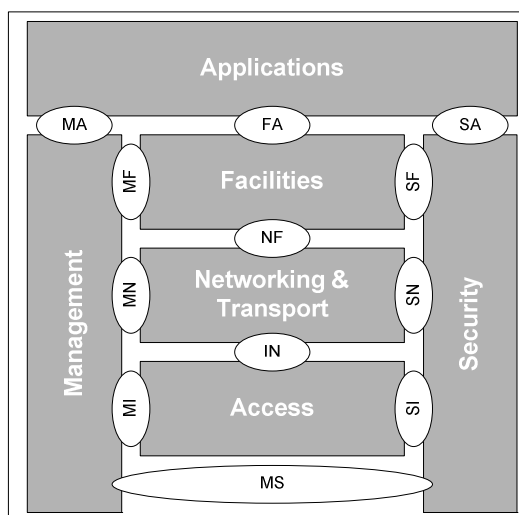 Applications
MA
FA
SA
MF
Facilities
SF
NF
Management
MN
Networking &
Transport
SN
Security
IN
MI
Access
SI
MS